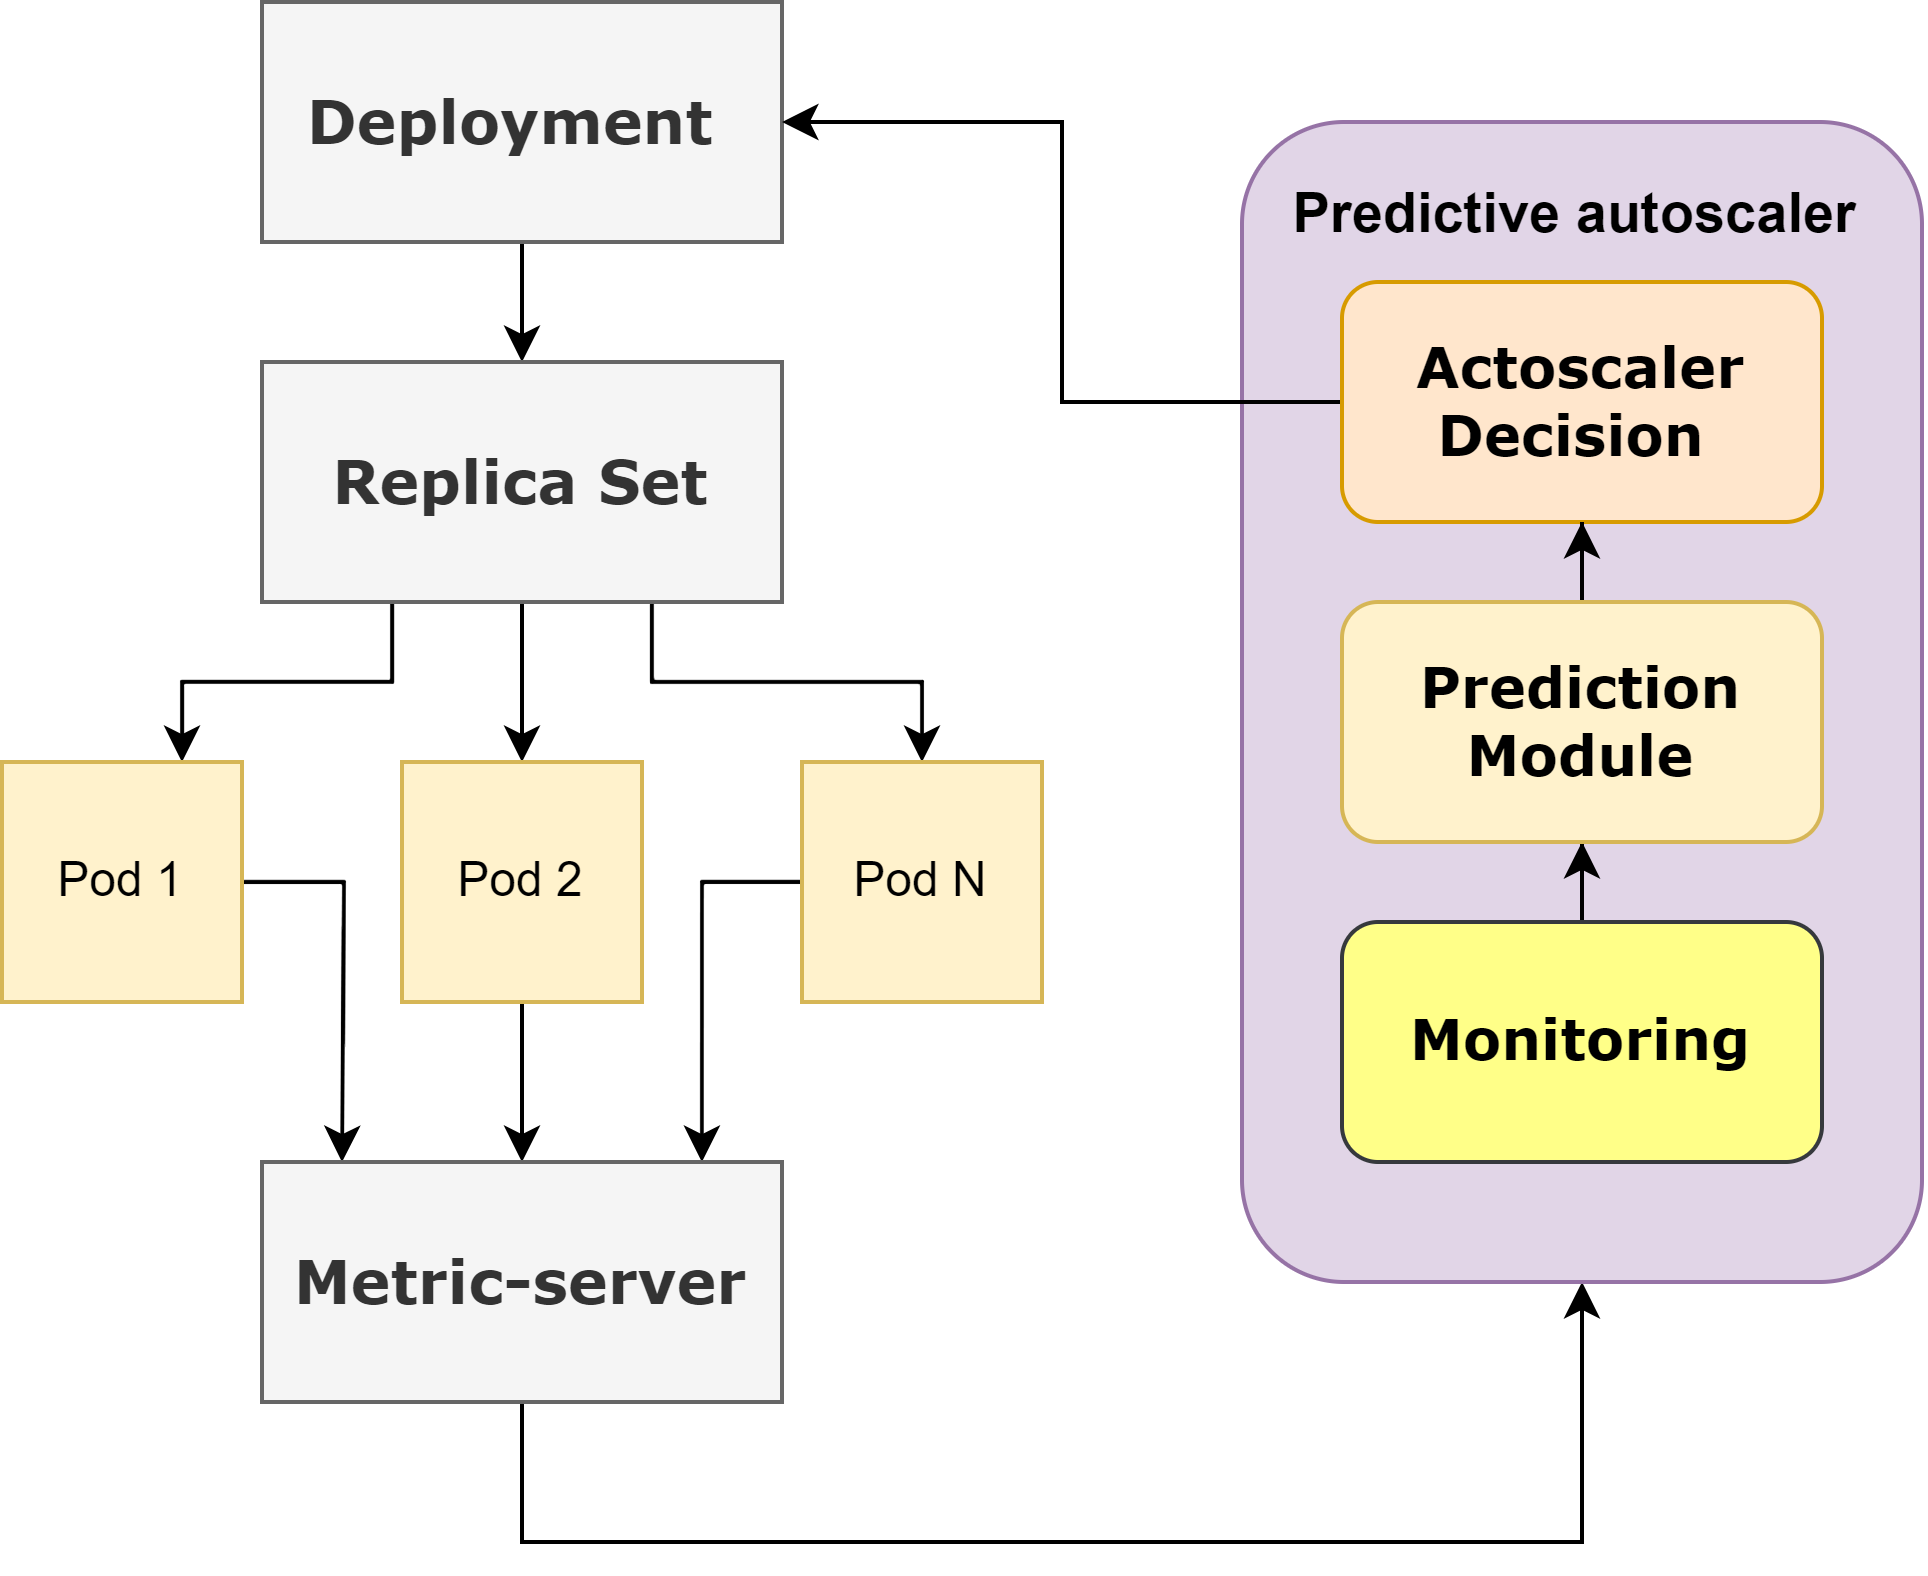 Deployment
Replica Set
Pod 1
Pod 2
Pod N
Metric-server
Predictive autoscaler
Actoscaler
Decision
Prediction
Module
Monitoring